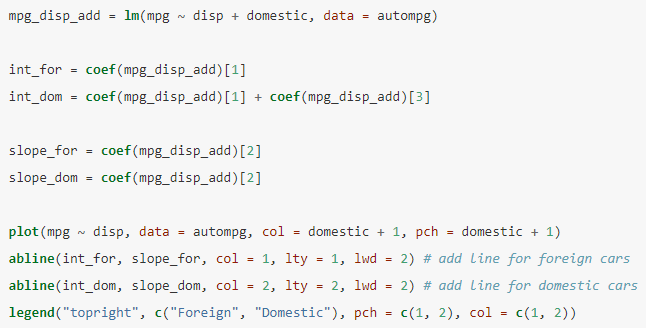 mpg_disp_add = lm(mpg ~ disp + domestic, data = autompg)
int_for = coef(mpg_disp_add)[1]
int_dom = coef(mpg_disp_add)[1] + coef(mpg_disp_add)[3]
slope_for = coef(mpg_disp_add)[2]
slope_dom = coef(mpg_disp_add)[2]
plot(mpg ~ disp, data = autompg, col = domestic + 1, pch = domestic + 1)
abline(int_for, slope_for, col = 1, lty = 1, lwd = 2) # add line for foreign cars
abline(int_dom, slope_dom, col = 2, lty = 2, lwd = 2) # add line for domestic cars
legend("topright", c("Foreign", "Domestic"), pch = c(1, 2), col = c(1, 2))